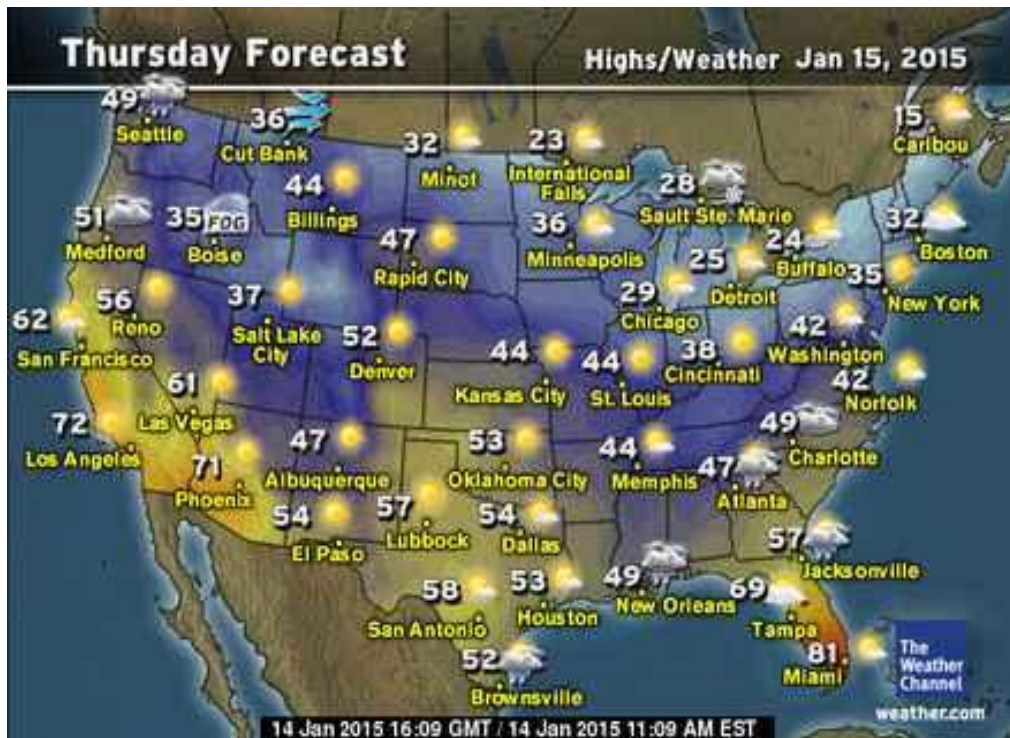 Thursday Forecast
Highs/Weather Jan 15, 2015
49
Seattle
36
Cut Bank
32
Minot
23
International
Falls
15
Caribou
44
Billings
28
Sault Ste. Marie
51
Medford
35
FOG
Boise
47
Rapid City
36
Minneapolis
24
Buffalo
32
Boston
25
Detroit
35
New York
56
Reno
37
Salt Lake
City
29
Chicago
62
San Francisco
52
Denver
44
Kansas City
44
St. Louis
38
Cincinnati
42
Washington
61
Las Vegas
42
Norfolk
72
Los Angeles
47
Albuquerque
53
Oklahoma City
44
Memphis
49
Charlotte
71
Phoenix
47
Atlanta
54
El Paso
57
Lubbock
54
Dallas
57
Jacksonville
58
San Antonio
53
Houston
49
New Orleans
69
Tampa
52
Brownsville
81
Miami
The
Weather
Channel
weather.com
14 Jan 2015 16:09 GMT / 14 Jan 2015 11:09 AM EST